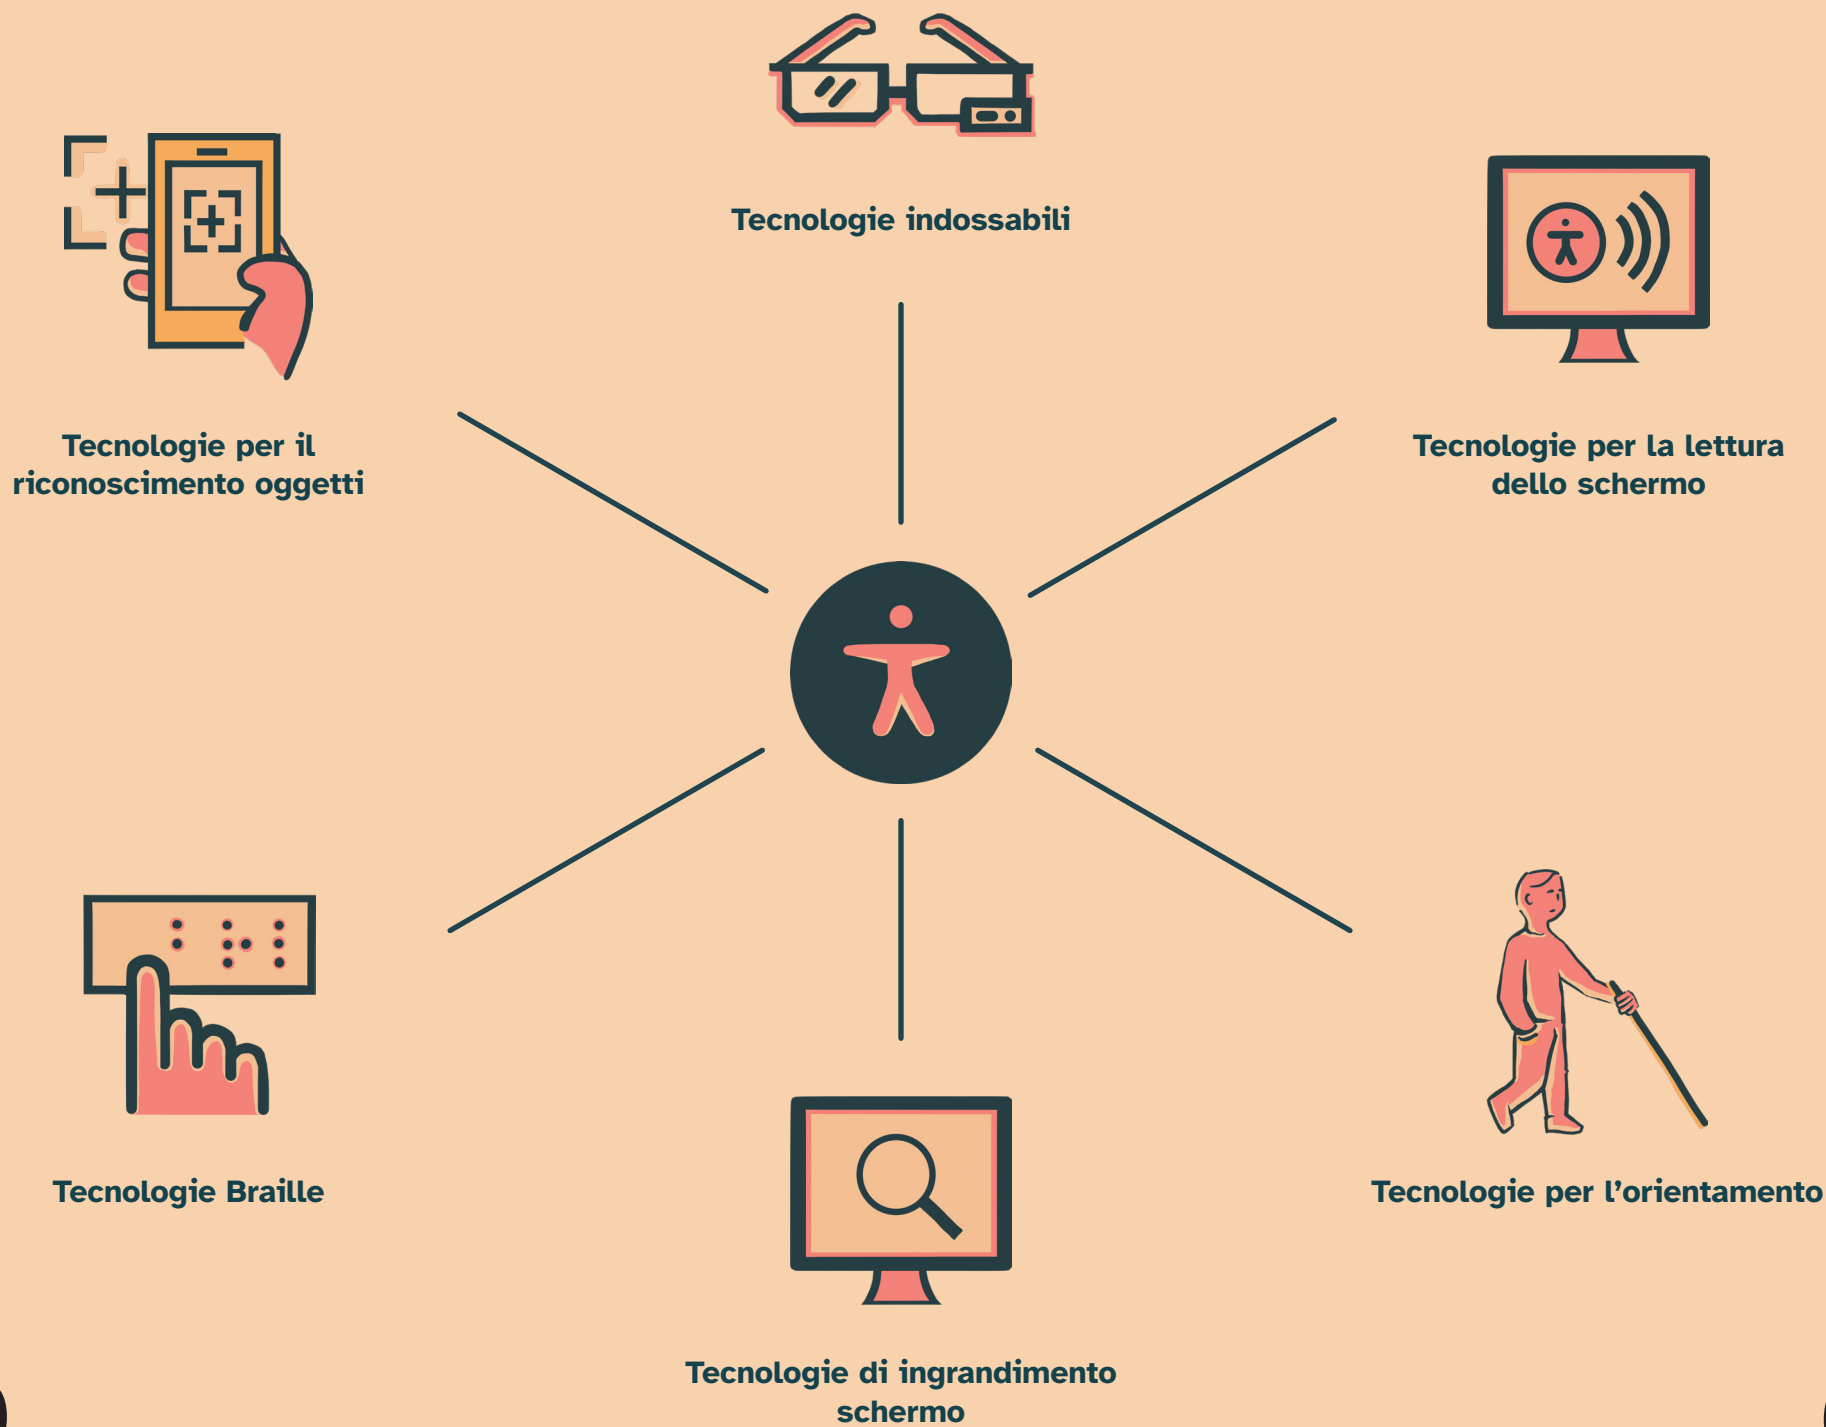 Tecnologie indossabili
Tecnologie per il
riconoscimento oggetti
Tecnologie per la lettura
dello schermo
Tecnologie Braille
Tecnologie per l’orientamento
Tecnologie di ingrandimento
schermo